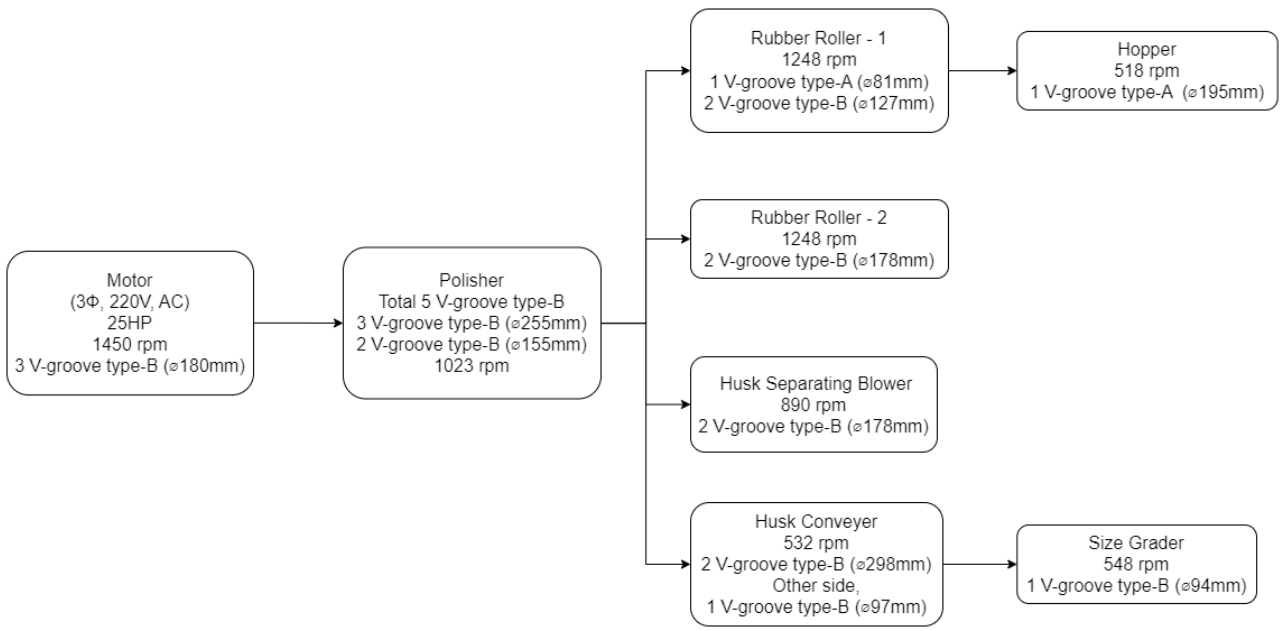 Motor
(3Φ, 220V, AC)
25HP
1450 rpm
3 V-groove type-B (⌀180mm)
Polisher
Total 5 V-groove type-B
3 V-groove type-B (⌀255mm)
2 V-groove type-B (⌀155mm)
1023 rpm
Rubber Roller - 1
1248 rpm
1 V-groove type-A (⌀81mm)
2 V-groove type-B (⌀127mm)
Hopper
518 rpm
1 V-groove type-A (⌀195mm)
Rubber Roller - 2
1248 rpm
2 V-groove type-B (⌀178mm)
Husk Separating Blower
890 rpm
2 V-groove type-B (⌀178mm)
Husk Conveyer
532 rpm
2 V-groove type-B (⌀298mm)
Other side,
1 V-groove type-B (⌀97mm)
Size Grader
548 rpm
1 V-groove type-B (⌀94mm)